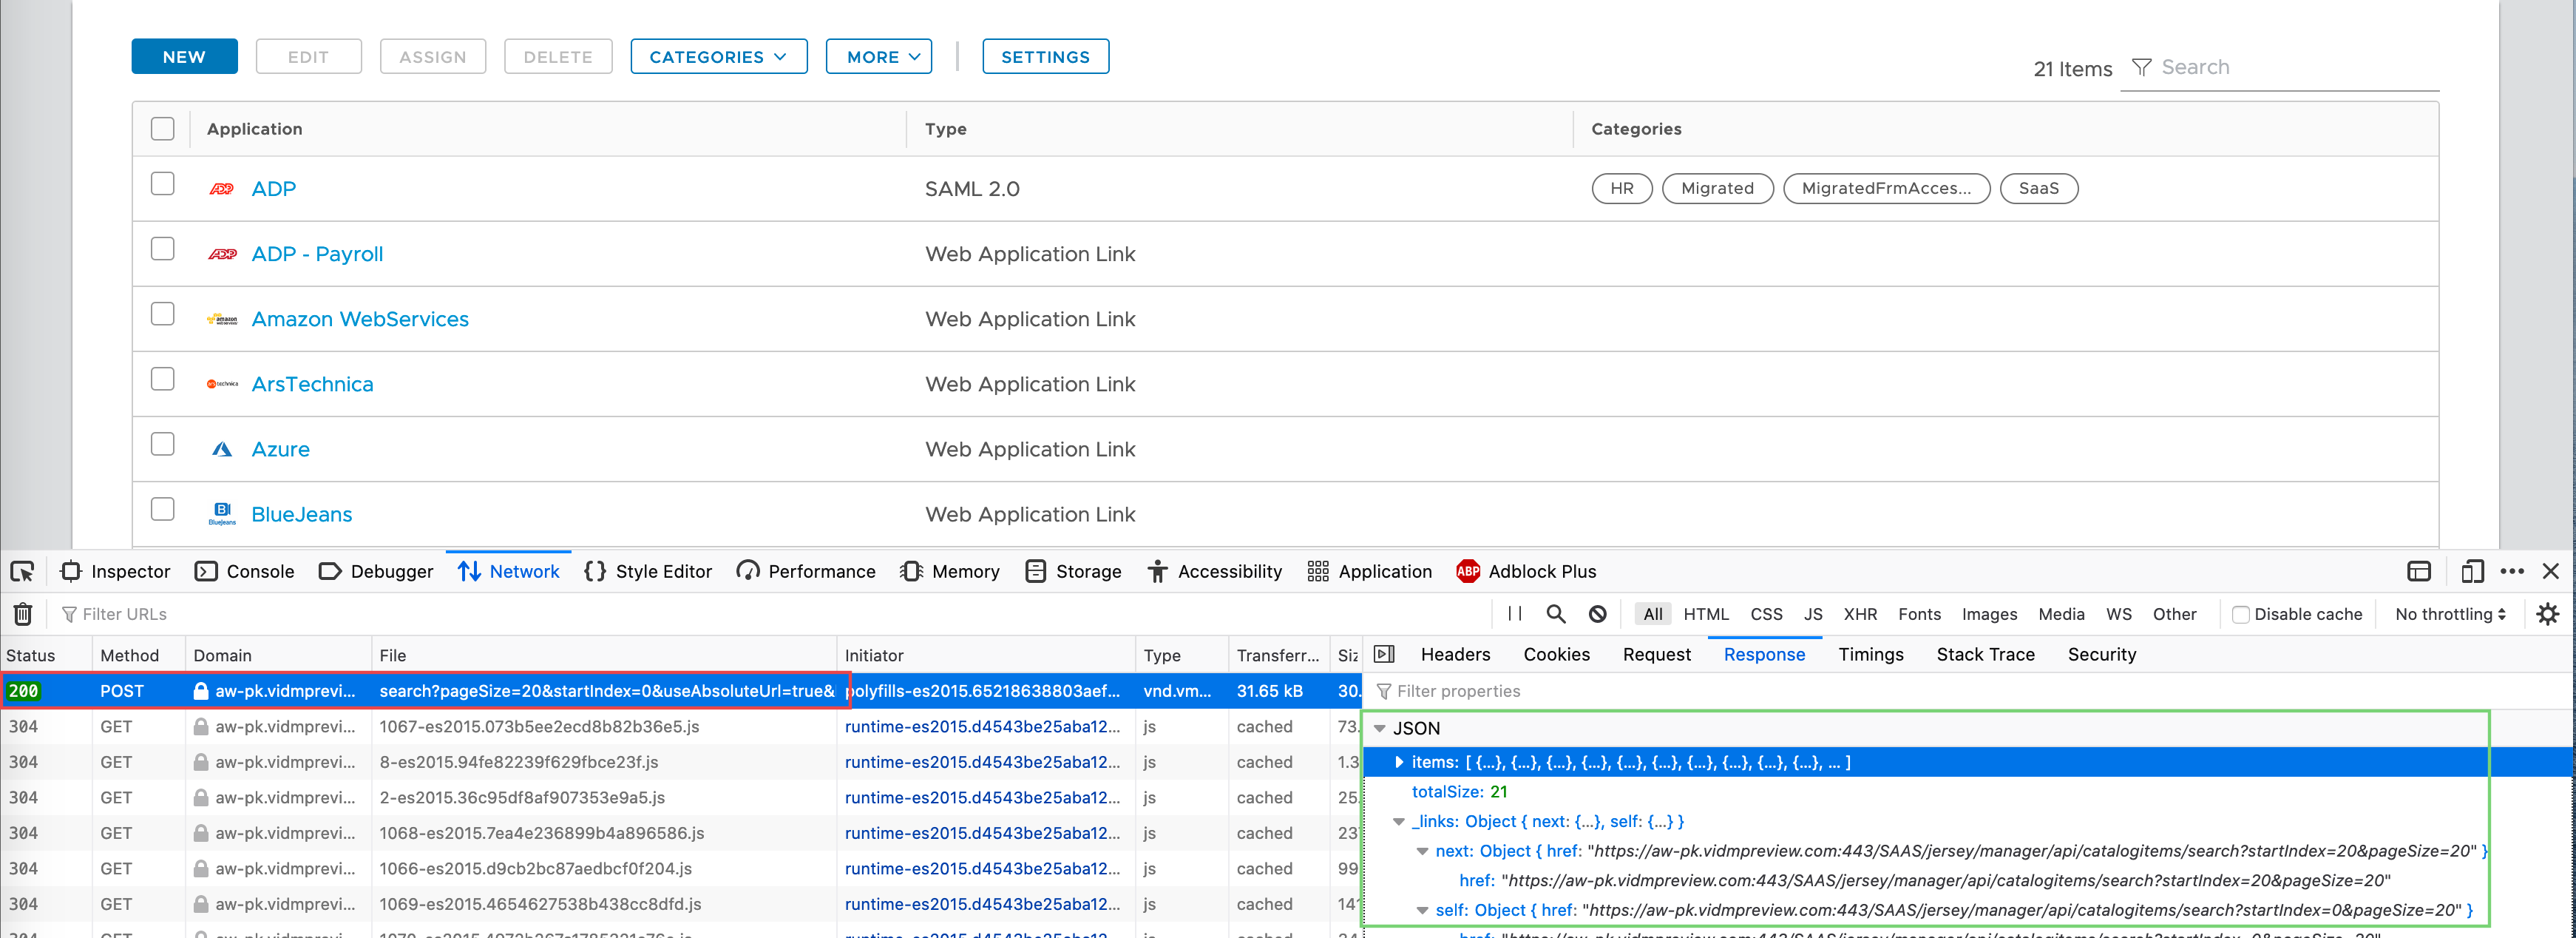 NEW EDIT ASSIGN DELETE CATEGORIES MORE SETTINGS
21 Items Search
Application Type Categories
ADP SAML 2.0 HR Migrated MigratedFrmAcces... SaaS
ADP - Payroll Web Application Link
Amazon WebServices Web Application Link
ArsTechnica Web Application Link
Azure Web Application Link
BlueJeans Web Application Link
Inspector Console Debugger Network Style Editor Performance Memory Storage Accessibility Application ABP Adblock Plus
Filter URLs All HTML CSS JS XHR Fonts Images Media WS Other Disable cache No throttling
Status Method Domain File Initiator Type Transferr... Siz
Headers Cookies Request Response Timings Stack Trace Security
200 POST aw-pk.vidmprevi... search?pageSize=20&startIndex=0&useAbsoluteUrl=true& polyfills-es2015.65218638803aef... vnd.vm... 31.65 kB 30.
Filter properties
304 GET aw-pk.vidmprevi... 1067-es2015.073b5ee2ecd8b82b36e5.js runtime-es2015.d4543be25aba12... js cached 73.
JSON
304 GET aw-pk.vidmprevi... 8-es2015.94fe82239f629fbce23f.js runtime-es2015.d4543be25aba12... js cached 1.3
items: [ {...}, {...}, {...}, {...}, {...}, {...}, {...}, {...}, {...}, {...}, ... ]
304 GET aw-pk.vidmprevi... 2-es2015.36c95df8af907353e9a5.js runtime-es2015.d4543be25aba12... js cached 25.
totalSize: 21
304 GET aw-pk.vidmprevi... 1068-es2015.7ea4e236899b4a896586.js runtime-es2015.d4543be25aba12... js cached 237
_links: Object { next: {...}, self: {...} }
next: Object { href: "https://aw-pk.vidmpreview.com:443/SAAS/jersey/manager/api/catalogitems/search?startIndex=20&pageSize=20" }
304 GET aw-pk.vidmprevi... 1066-es2015.d9cb2bc87aedbcf0f204.js runtime-es2015.d4543be25aba12... js cached 99
href: "https://aw-pk.vidmpreview.com:443/SAAS/jersey/manager/api/catalogitems/search?startIndex=20&pageSize=20"
304 GET aw-pk.vidmprevi... 1069-es2015.4654627538b438cc8dfd.js runtime-es2015.d4543be25aba12... js cached 141
self: Object { href: "https://aw-pk.vidmpreview.com:443/SAAS/jersey/manager/api/catalogitems/search?startIndex=0&pageSize=20" }